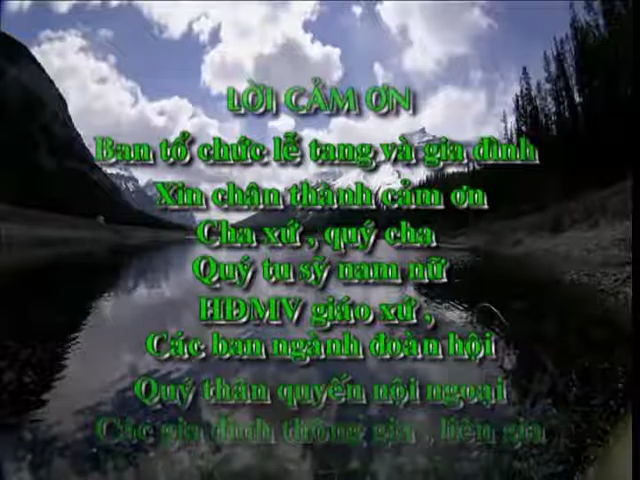 LỜI CẢM ƠN
Ban tổ chức lễ tang và gia đình
Xin chân thành cảm ơn
Cha xứ , quý cha
Quý tu sỹ nam nữ
HĐMV giáo xứ ,
Các ban ngành đoàn hội
Quý thân quyến nội ngoại
Các gia đình thông gia , liên gia